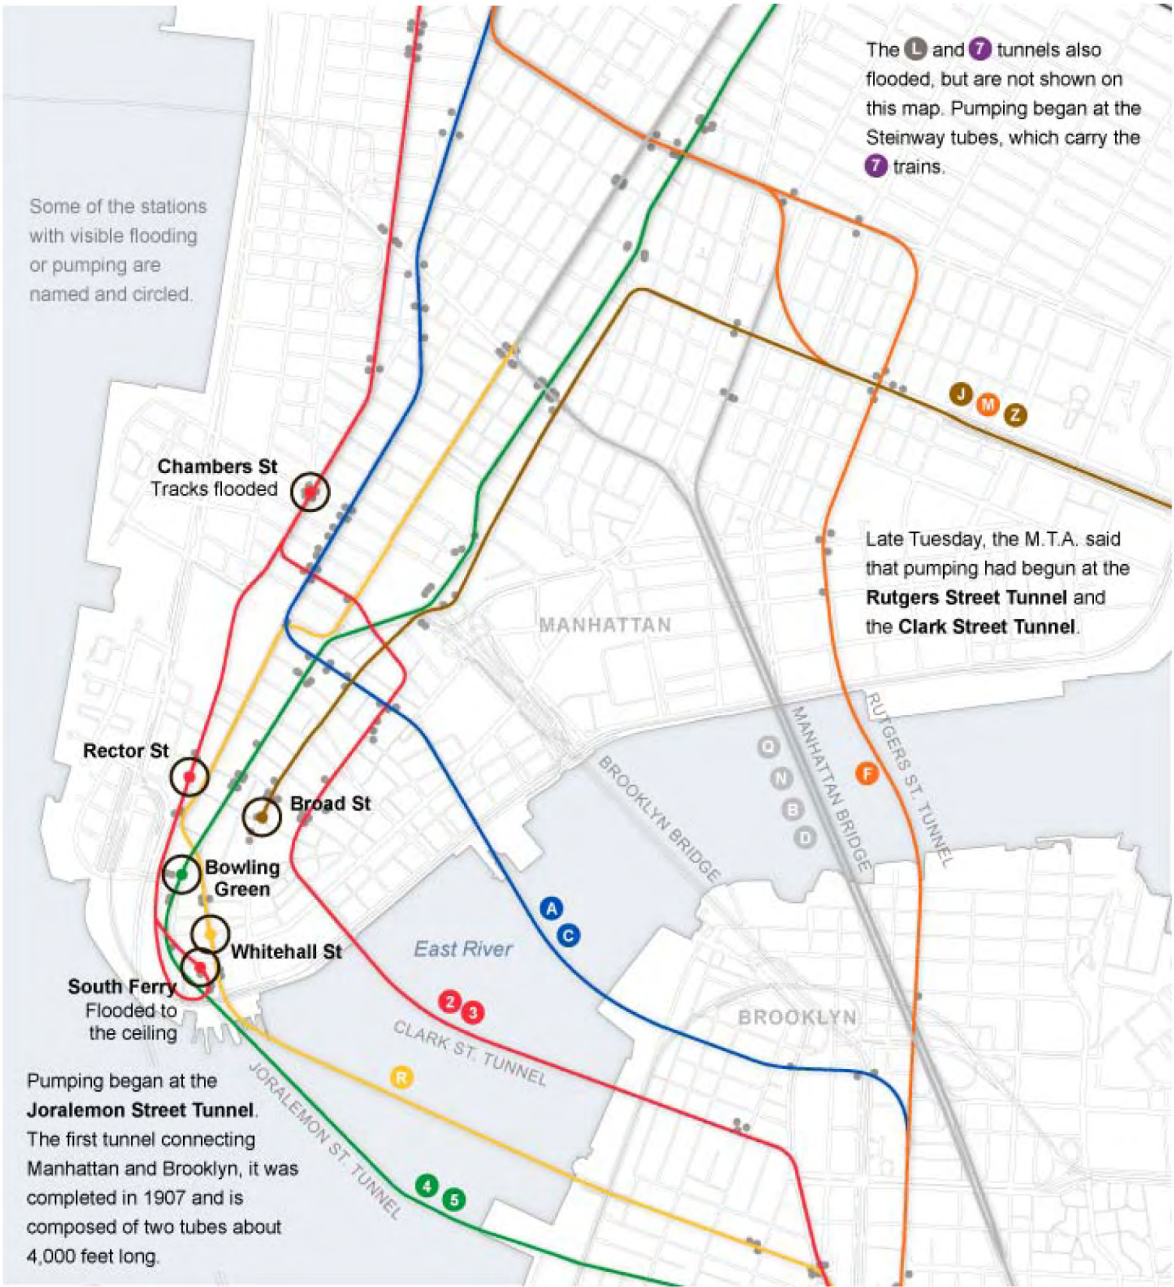 The L and 7 tunnels also
flooded, but are not shown on
this map. Pumping began at the
Steinway tubes, which carry the
7 trains.
Some of the stations
with visible flooding
or pumping are
named and circled.
J M Z
Chambers St
Tracks flooded
Late Tuesday, the M.T.A. said
that pumping had begun at the
Rutgers Street Tunnel and
the Clark Street Tunnel.
MANHATTAN
RUTGERS ST. TUNNEL
MANHATTAN BRIDGE
Q
N
B
D
F
BROOKLYN BRIDGE
Rector St
Broad St
Bowling
Green
A
C
Whitehall St
East River
South Ferry
Flooded to
the ceiling
2 3
CLARK ST. TUNNEL
BROOKLYN
R
JORALEMON ST. TUNNEL
4 5
Pumping began at the
Joralemon Street Tunnel.
The first tunnel connecting
Manhattan and Brooklyn, it was
completed in 1907 and is
composed of two tubes about
4,000 feet long.